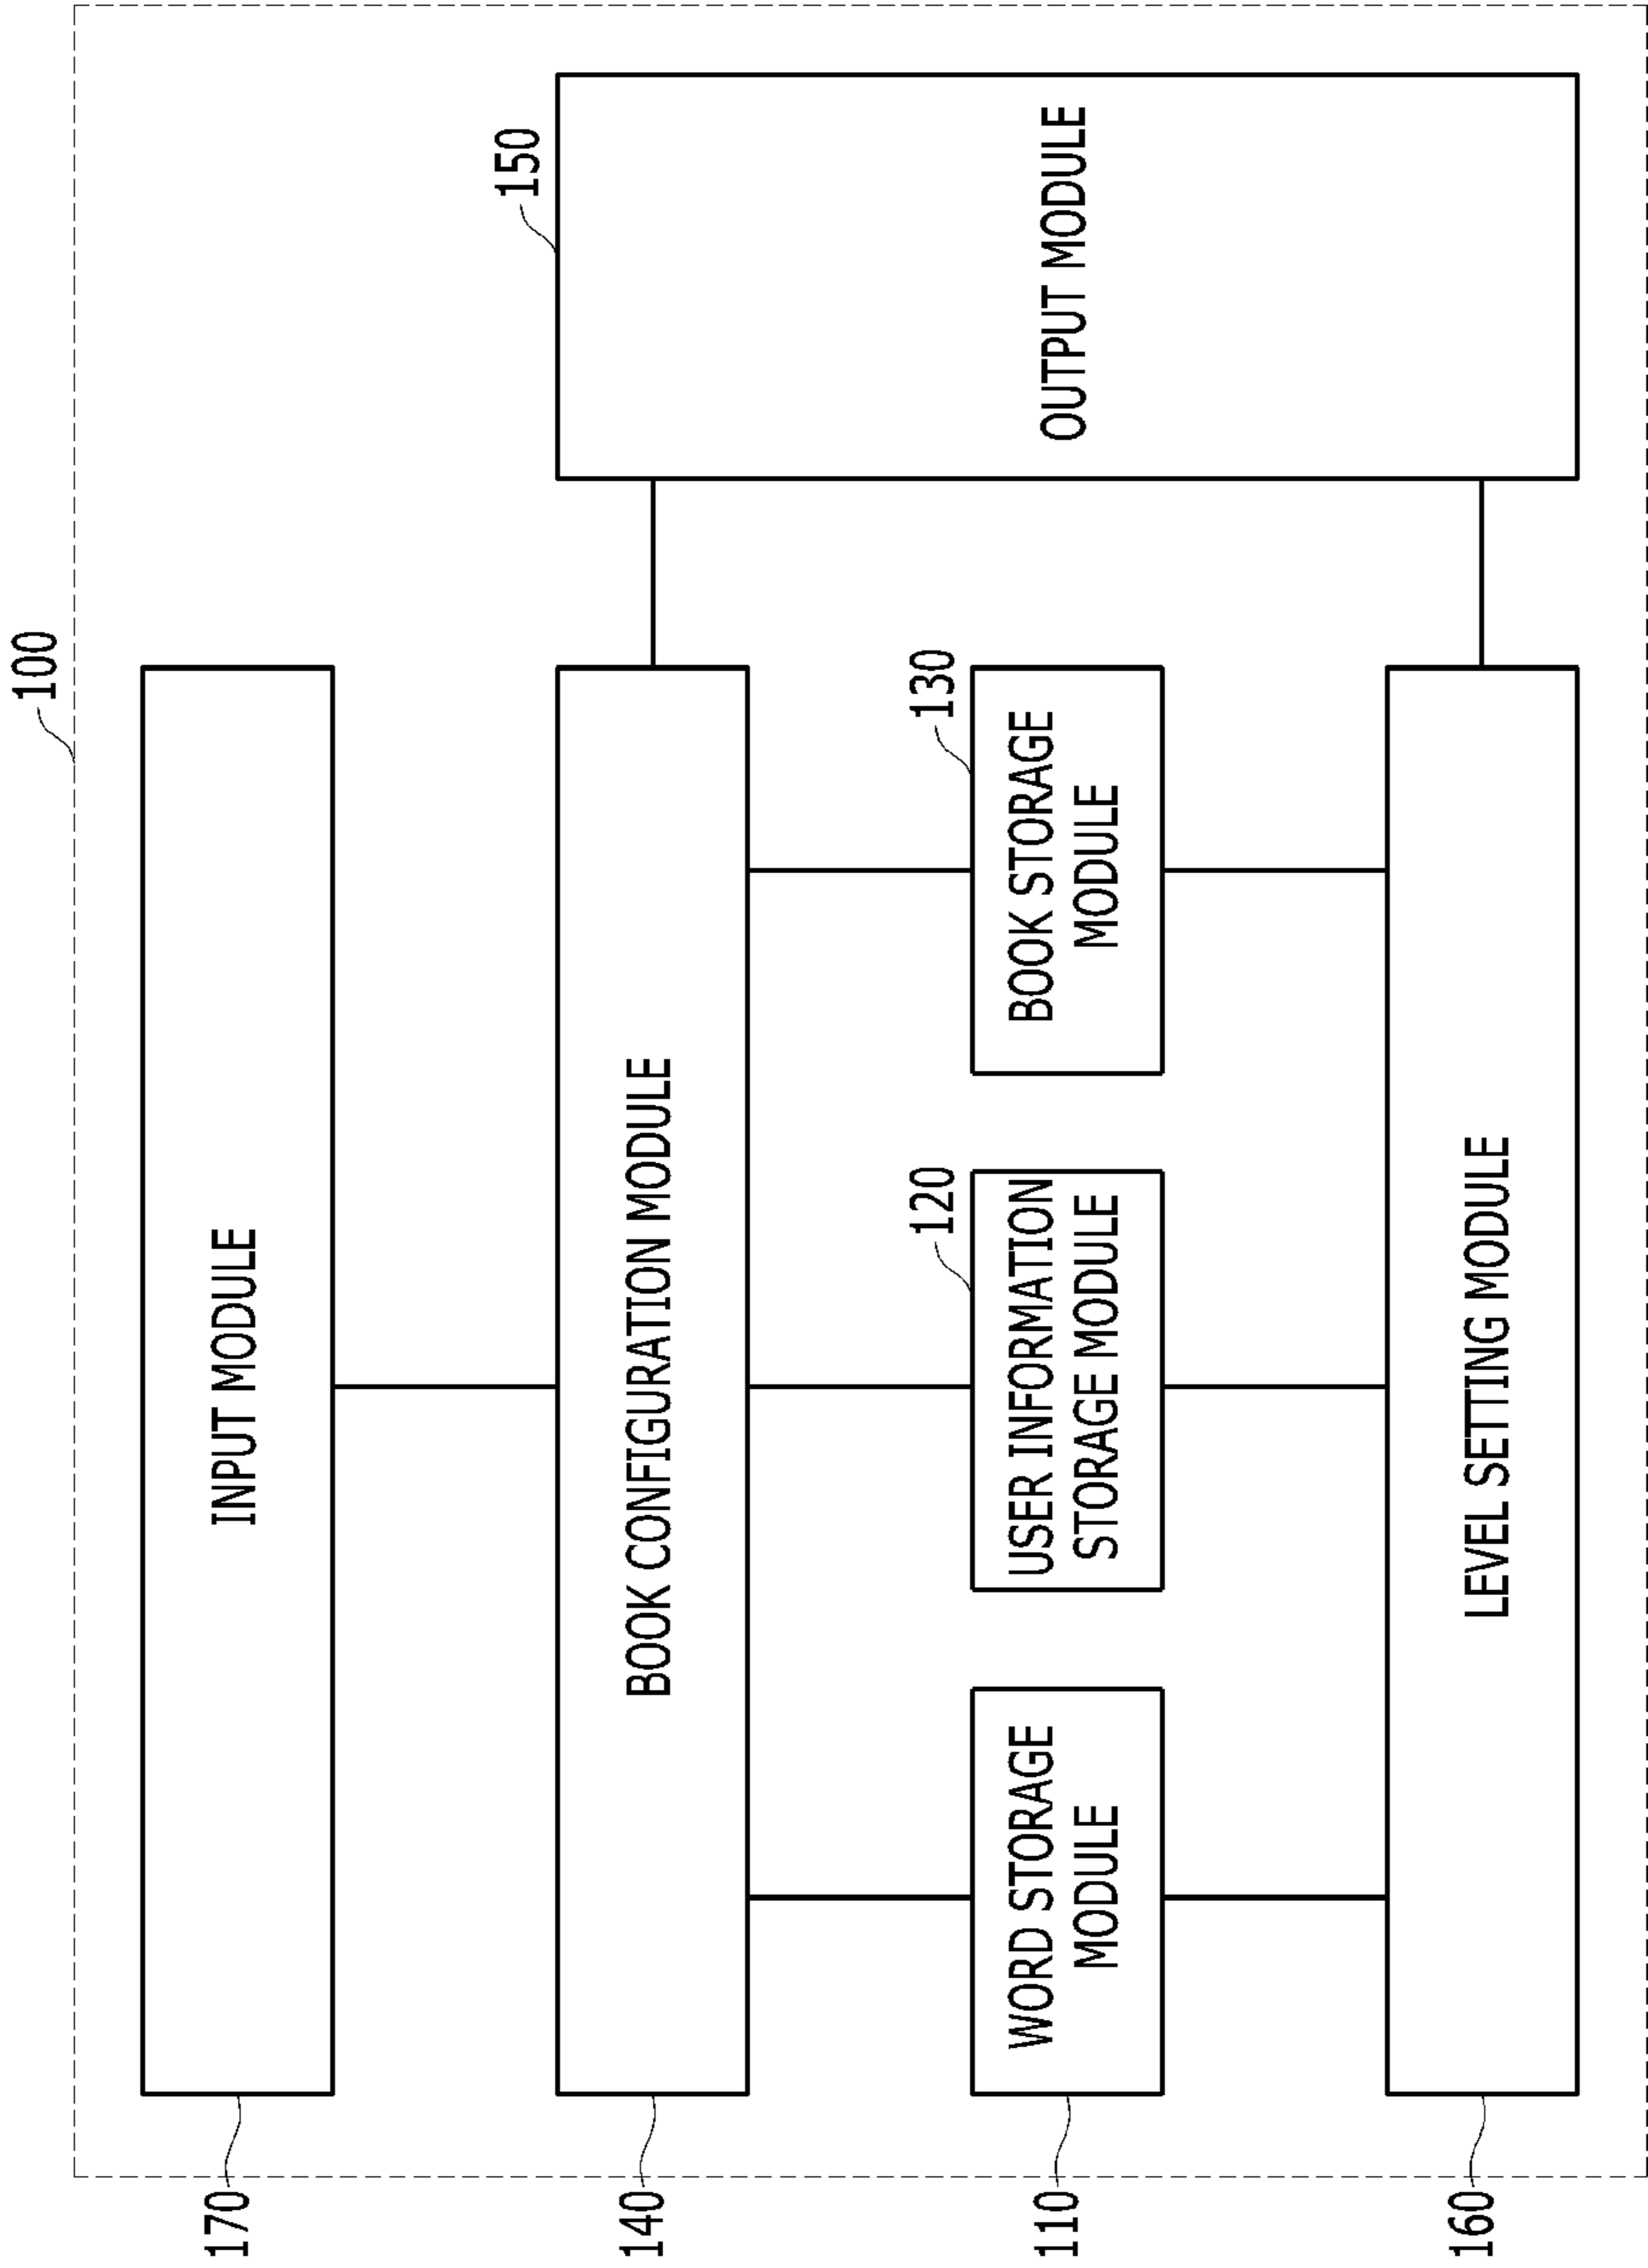 100
170
INPUT MODULE
140
BOOK CONFIGURATION MODULE
150
OUTPUT MODULE
110
WORD STORAGE
MODULE
120
USER INFORMATION
STORAGE MODULE
130
BOOK STORAGE
MODULE
160
LEVEL SETTING MODULE